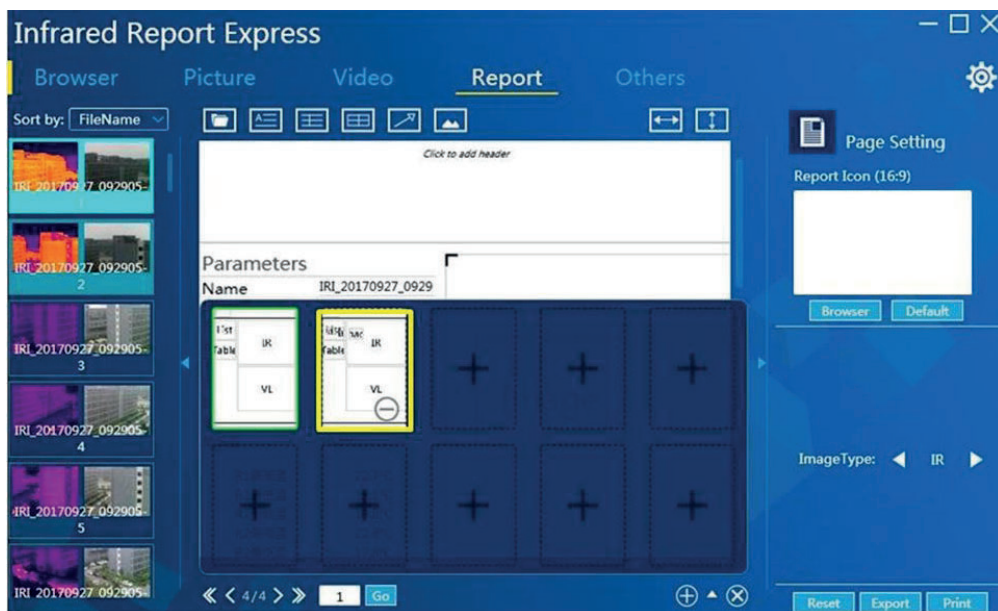 Infrared Report Express
Browser Picture Video Report Others
Sort by: FileName
IRI_20170927_092905-
1
IRI_20170927_092905-
2
IRI_20170927_092905-
3
IRI_20170927_092905-
4
IRI_20170927_092905-
5
IRI_20170927_092905-
Click to add header
Parameters
Name IRI_20170927_0929
List
Table
IR
VL
Table
IR
VL
4/4 1 Go
Page Setting
Report Icon (16:9)
Browser Default
ImageType: IR
Reset Export Print